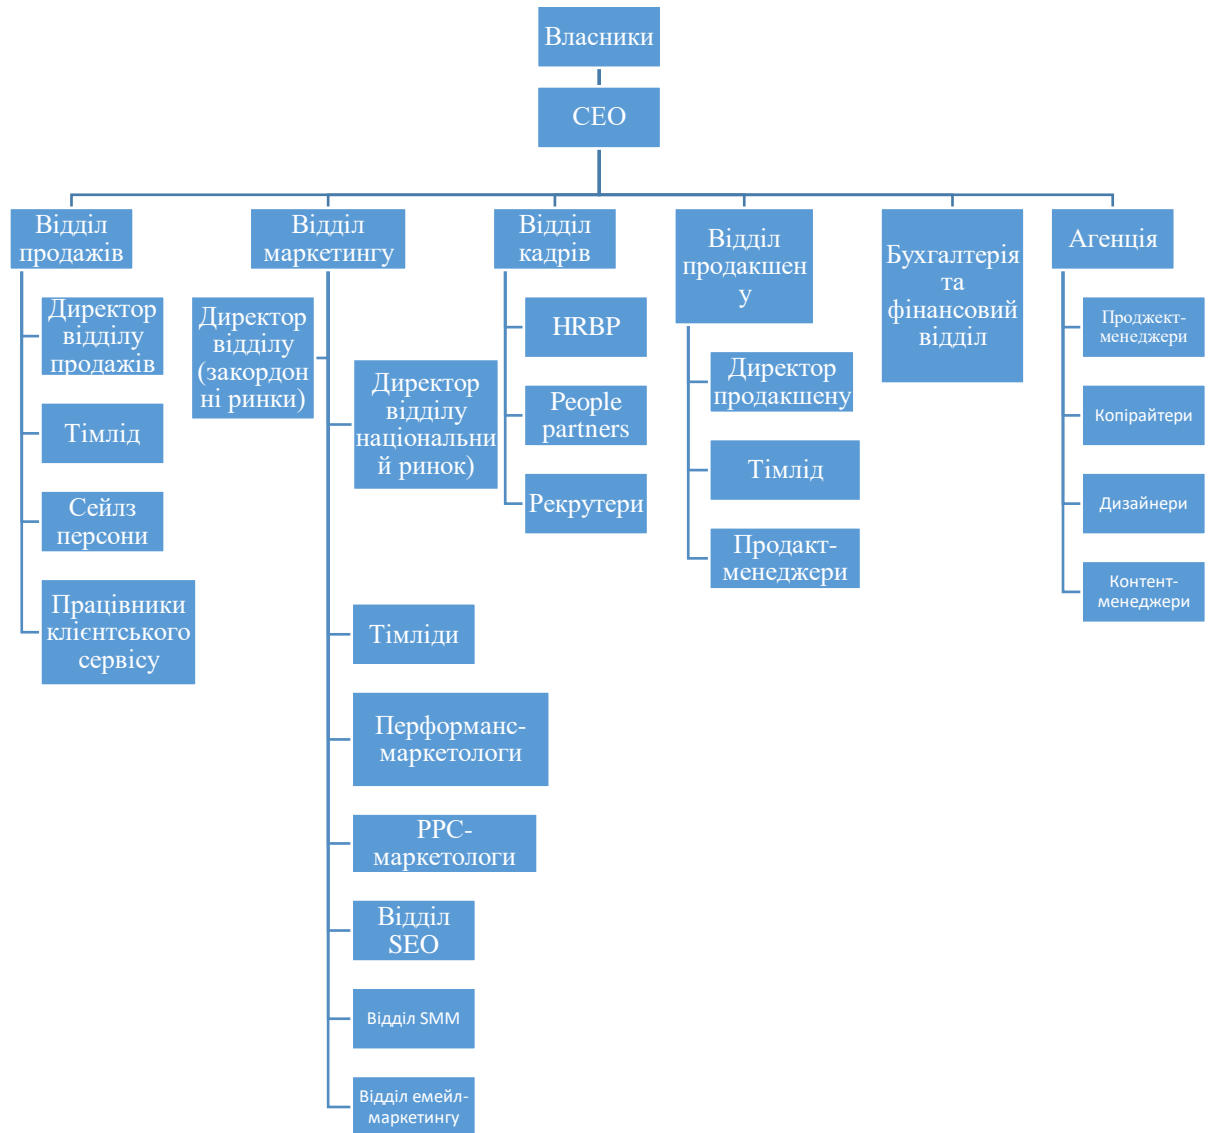 Власники
CEO
Відділ
продажів
Директор
відділу
продажів
Тімлід
Сейлз
персони
Працівники
клієнтського
сервісу
Відділ
маркетингу
Директор
відділу
(закордон
ні ринки)
Директор
відділу
національни
й ринок)
Тімліди
Перформанс-
маркетологи
PPC-
маркетологи
Відділ
SEO
Відділ SMM
Відділ емейл-
маркетингу
Відділ
кадрів
HRBP
People
partners
Рекрутери
Відділ
продакшен
у
Директор
продакшену
Тімлід
Продакт-
менеджери
Бухгалтерія
та
фінансовий
відділ
Агенція
Проджект-
менеджери
Копірайтери
Дизайнери
Контент-
менеджери